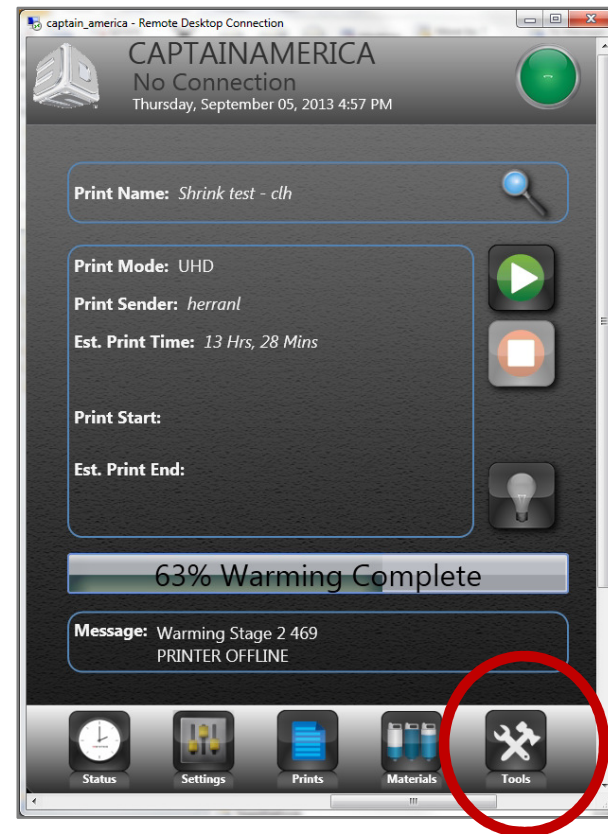 captain_america - Remote Desktop Connection
CAPTAINAMERICA
No Connection
Thursday, September 05, 2013 4:57 PM
Print Name: Shrink test - clh
Print Mode: UHD
Print Sender: herranl
Est. Print Time: 13 Hrs, 28 Mins
Print Start:
Est. Print End:
63% Warming Complete
Message: Warming Stage 2 469
PRINTER OFFLINE
Status Settings Prints Materials Tools